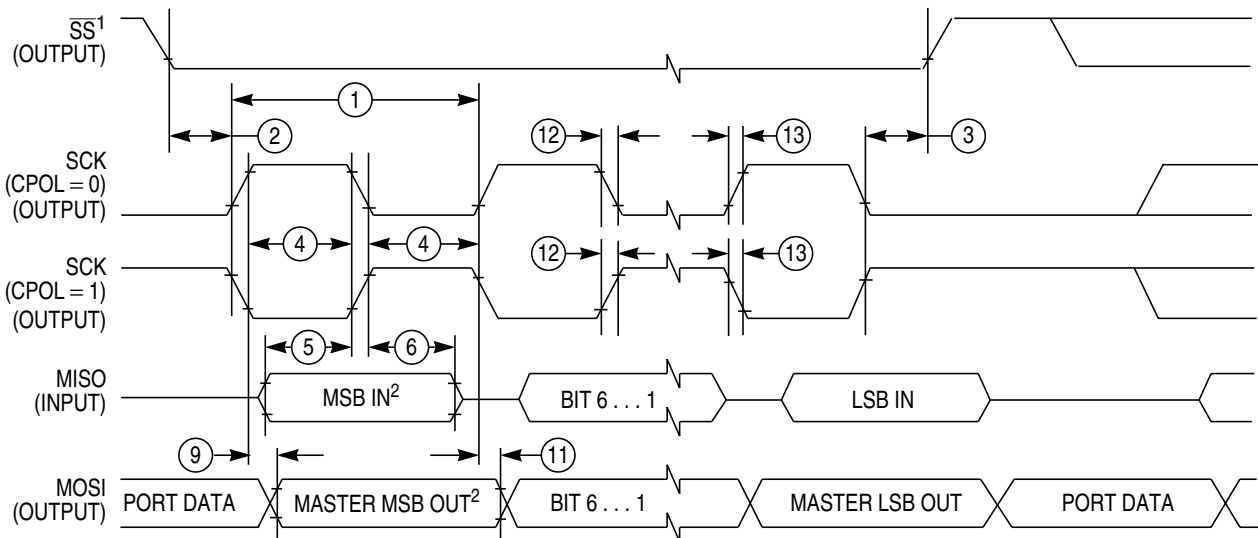 SS¹
(OUTPUT)
1
2
12
13
3
SCK
(CPOL = 0)
(OUTPUT)
4
4
12
13
SCK
(CPOL = 1)
(OUTPUT)
5
6
MISO
(INPUT)
MSB IN²
BIT 6 . . . 1
LSB IN
9
11
MOSI
(OUTPUT)
PORT DATA
MASTER MSB OUT²
BIT 6 . . . 1
MASTER LSB OUT
PORT DATA